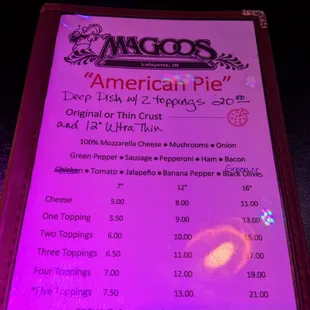 MAGOOS
Lafayette, IN
"American Pie"
Deep Dish w/ 2 toppings $20.00
Original or Thin Crust
and 12" Ultra Thin
100% Mozzarella Cheese • Mushrooms • Onion
Green Pepper • Sausage • Pepperoni • Ham • Bacon
Green or
Chicken • Tomato • Jalapeño • Banana Pepper • Black Olives
7" 12" 16"
Cheese 5.00 8.00 11.00
One Topping 5.50 9.00 13.00
Two Toppings 6.00 10.00 15.00
Three Toppings 6.50 11.00 17.00
Four Toppings 7.00 12.00 19.00
*Five Toppings 7.50 13.00 21.00